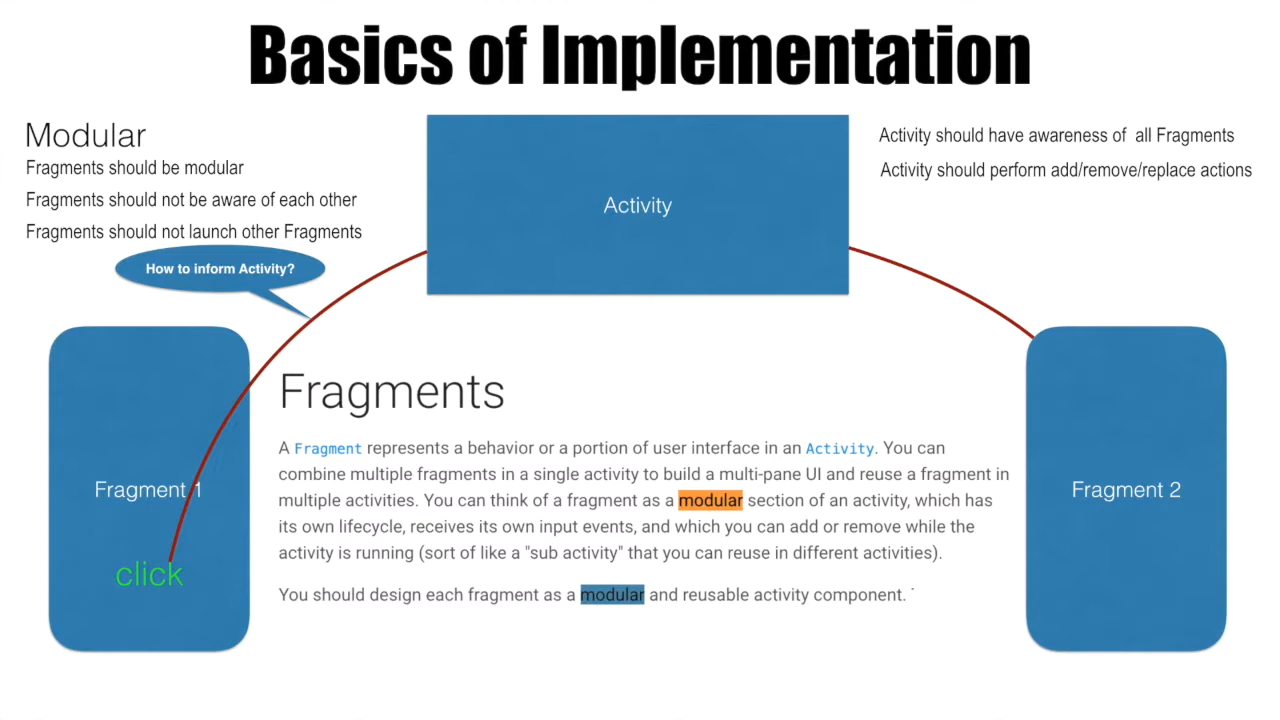 Basics of Implementation
Modular
Fragments should be modular
Fragments should not be aware of each other
Fragments should not launch other Fragments
How to inform Activity?
Activity
Activity should have awareness of all Fragments
Activity should perform add/remove/replace actions
Fragment 1
click
Fragments
A Fragment represents a behavior or a portion of user interface in an Activity. You can
combine multiple fragments in a single activity to build a multi-pane UI and reuse a fragment in
multiple activities. You can think of a fragment as a modular section of an activity, which has
its own lifecycle, receives its own input events, and which you can add or remove while the
activity is running (sort of like a "sub activity" that you can reuse in different activities).
You should design each fragment as a modular and reusable activity component.
Fragment 2